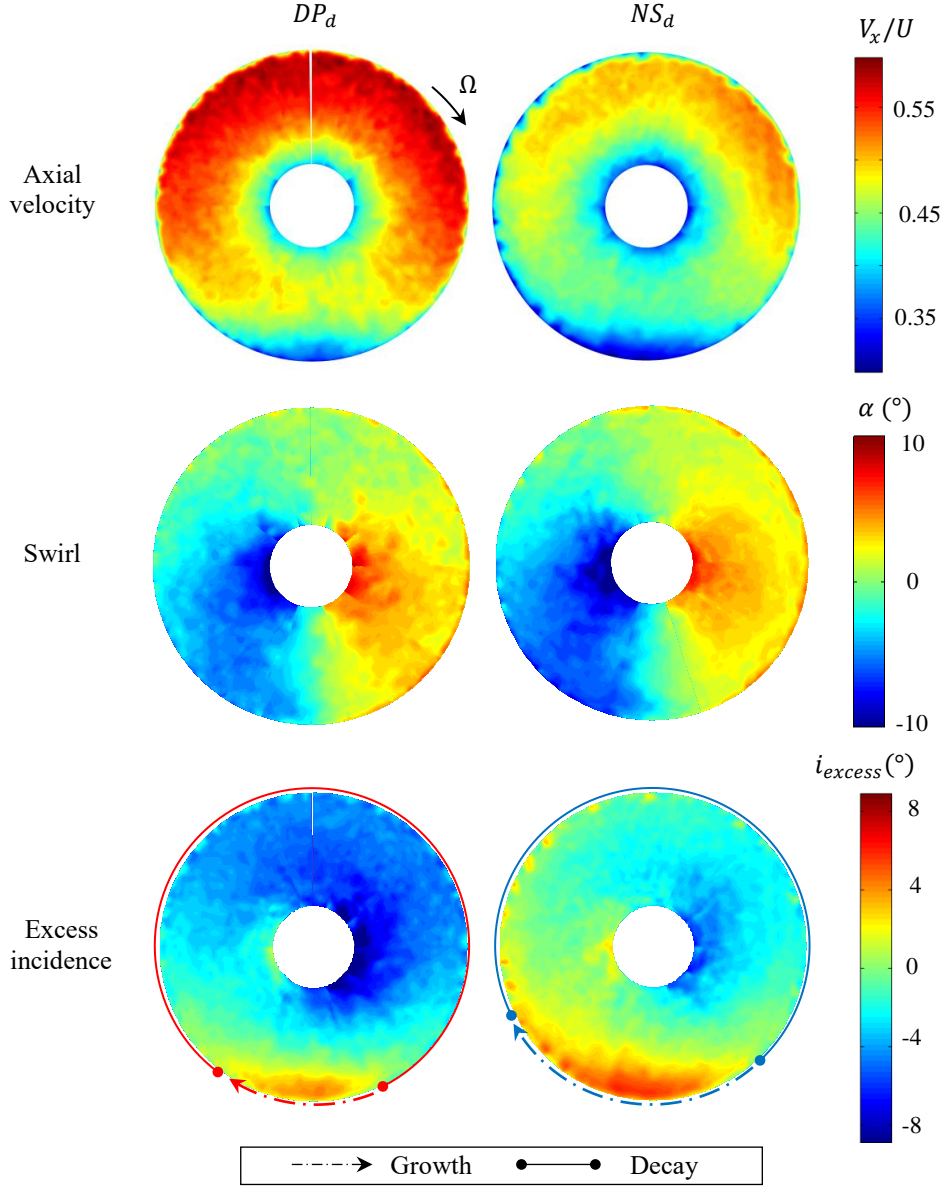 DP_d NS_d
V_x/U
Ω
0.55
Axial
velocity
0.45
0.35
α (°)
10
Swirl
0
-10
i_excess(°)
8
4
Excess
incidence
0
-4
-8
Growth Decay